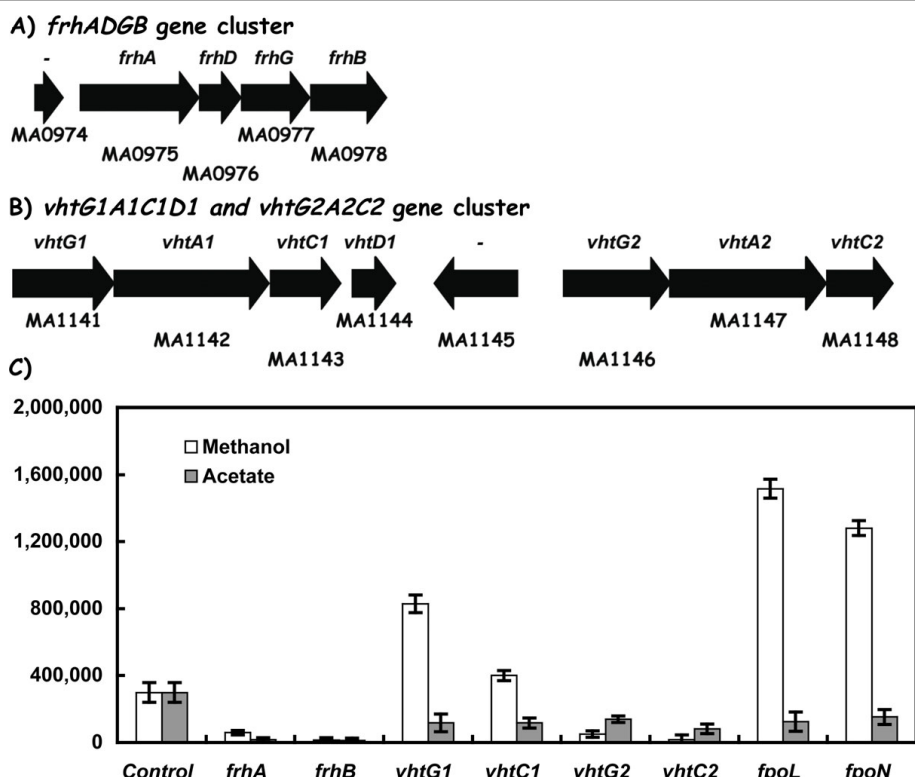 A) frhADGB gene cluster
- frhA frhD frhG frhB
MA0974 MA0975 MA0976 MA0977 MA0978
B) vhtG1A1C1D1 and vhtG2A2C2 gene cluster
vhtG1 vhtA1 vhtC1 vhtD1 - vhtG2 vhtA2 vhtC2
MA1141 MA1142 MA1143 MA1144 MA1145 MA1146 MA1147 MA1148
C)
2,000,000
Methanol
Acetate
1,600,000
1,200,000
800,000
400,000
0
Control frhA frhB vhtG1 vhtC1 vhtG2 vhtC2 fpoL fpoN